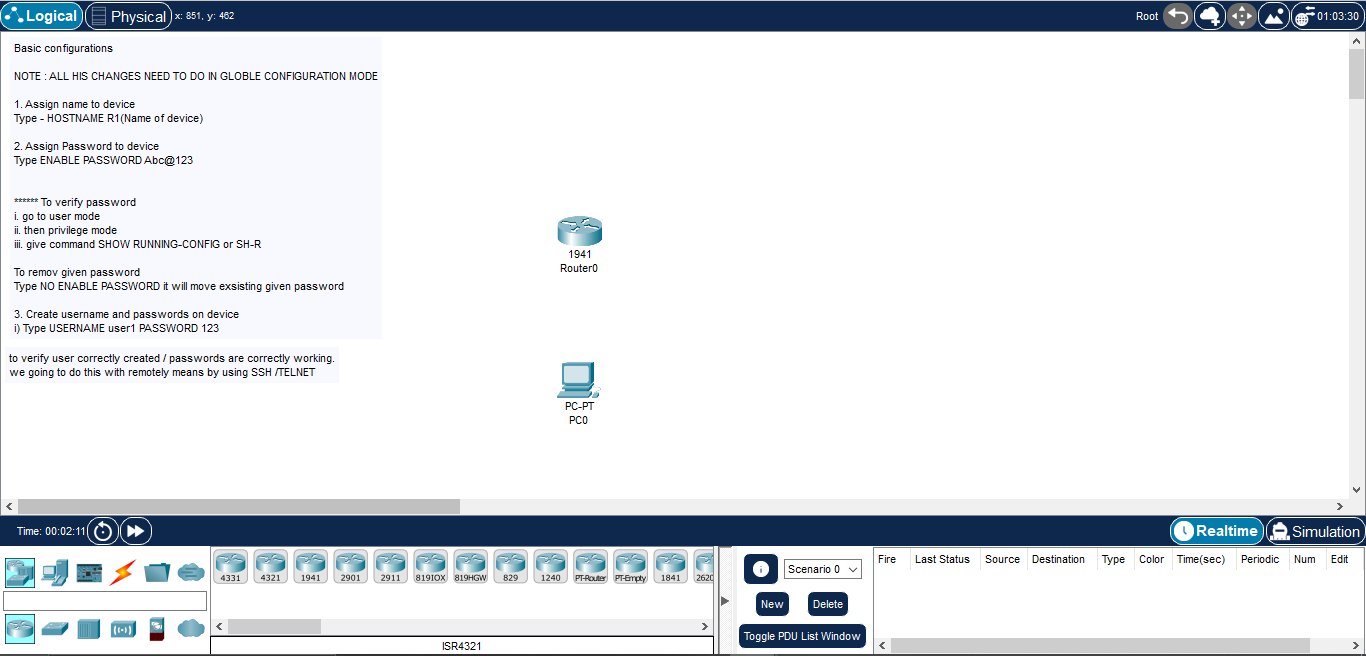 Logical
Physical
x: 851, y: 462
Root
01:03:30
Basic configurations
NOTE : ALL HIS CHANGES NEED TO DO IN GLOBLE CONFIGURATION MODE
1. Assign name to device
Type - HOSTNAME R1(Name of device)
2. Assign Password to device
Type ENABLE PASSWORD Abc@123
****** To verify password
i. go to user mode
ii. then privilege mode
iii. give command SHOW RUNNING-CONFIG or SH-R
To remov given password
Type NO ENABLE PASSWORD it will move exsisting given password
3. Create username and passwords on device
i) Type USERNAME user1 PASSWORD 123
to verify user correctly created / passwords are correctly working.
we going to do this with remotely means by using SSH /TELNET
1941
Router0
PC-PT
PC0
Time: 00:02:11
Realtime
Simulation
4331
4321
1941
2901
2911
819IOX
819HGW
829
1240
PT-Router
PT-Empty
1841
2620
ISR4321
Scenario 0
New
Delete
Toggle PDU List Window
Fire Last Status Source Destination Type Color Time(sec) Periodic Num Edit